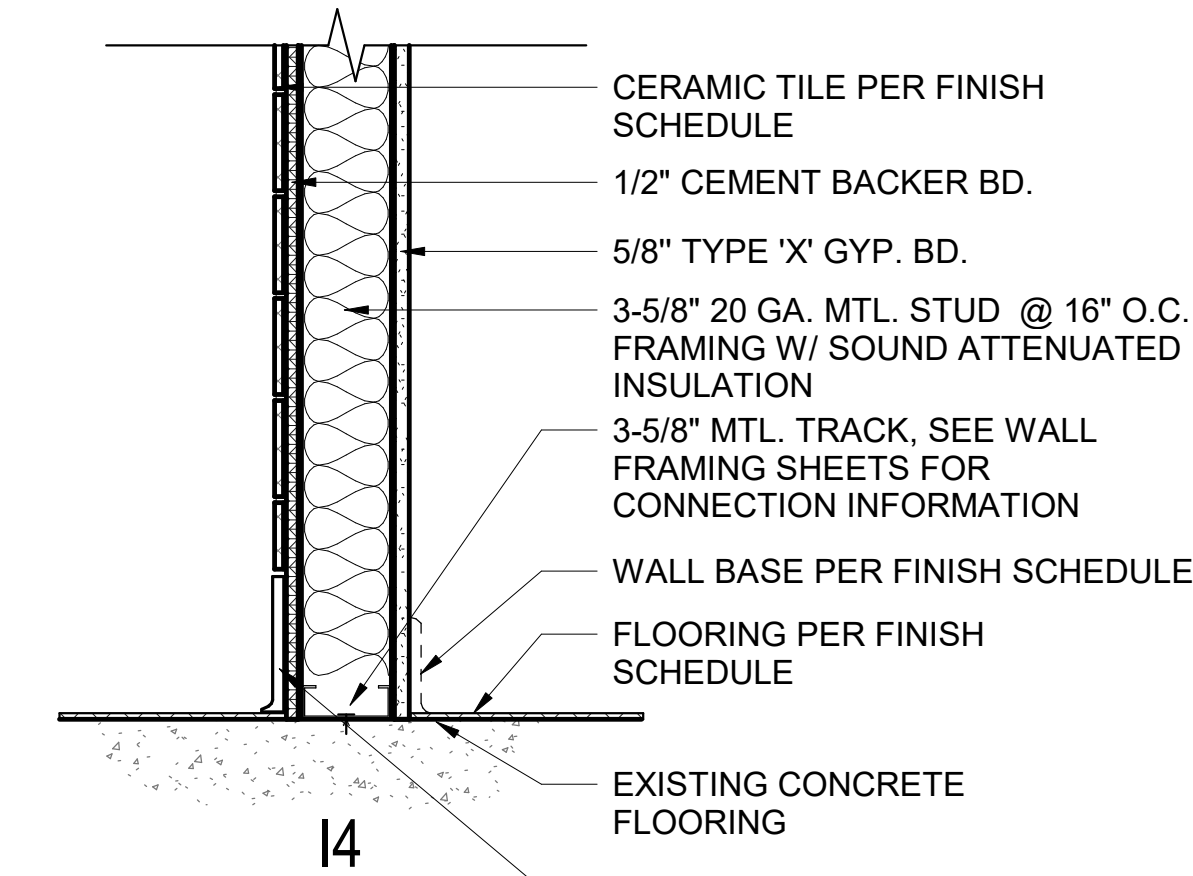 CERAMIC TILE PER FINISH
SCHEDULE
1/2" CEMENT BACKER BD.
5/8" TYPE 'X' GYP. BD.
3-5/8" 20 GA. MTL. STUD @ 16" O.C.
FRAMING W/ SOUND ATTENUATED
INSULATION
3-5/8" MTL. TRACK, SEE WALL
FRAMING SHEETS FOR
CONNECTION INFORMATION
WALL BASE PER FINISH SCHEDULE
FLOORING PER FINISH
SCHEDULE
EXISTING CONCRETE
FLOORING
I4